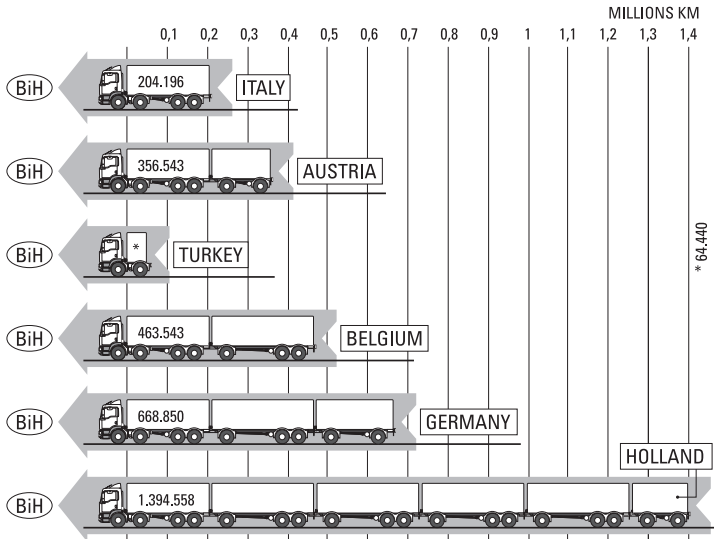 MILLIONS KM
0,1 0,2 0,3 0,4 0,5 0,6 0,7 0,8 0,9 1 1,1 1,2 1,3 1,4
BiH 204.196 ITALY
BiH 356.543 AUSTRIA
BiH * TURKEY
* 64.440
BiH 463.543 BELGIUM
BiH 668.850 GERMANY
HOLLAND
BiH 1.394.558